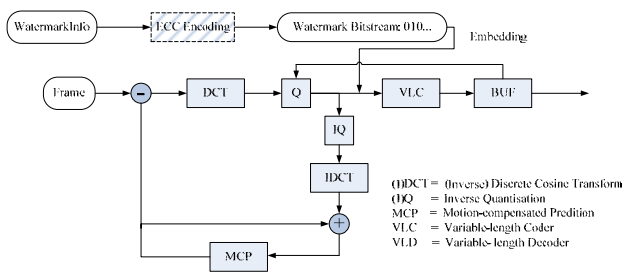 WatermarkInfo
ECC Encoding
Watermark Bitstream: 010...
Embedding
Frame
-
DCT
Q
VLC
BUF
IQ
IDCT
+
MCP
(I)DCT = (Inverse) Discrete Cosine Transform
(I)Q = Inverse Quantisation
MCP = Motion-compensated Predition
VLC = Variable-length Coder
VLD = Variable- length Decoder